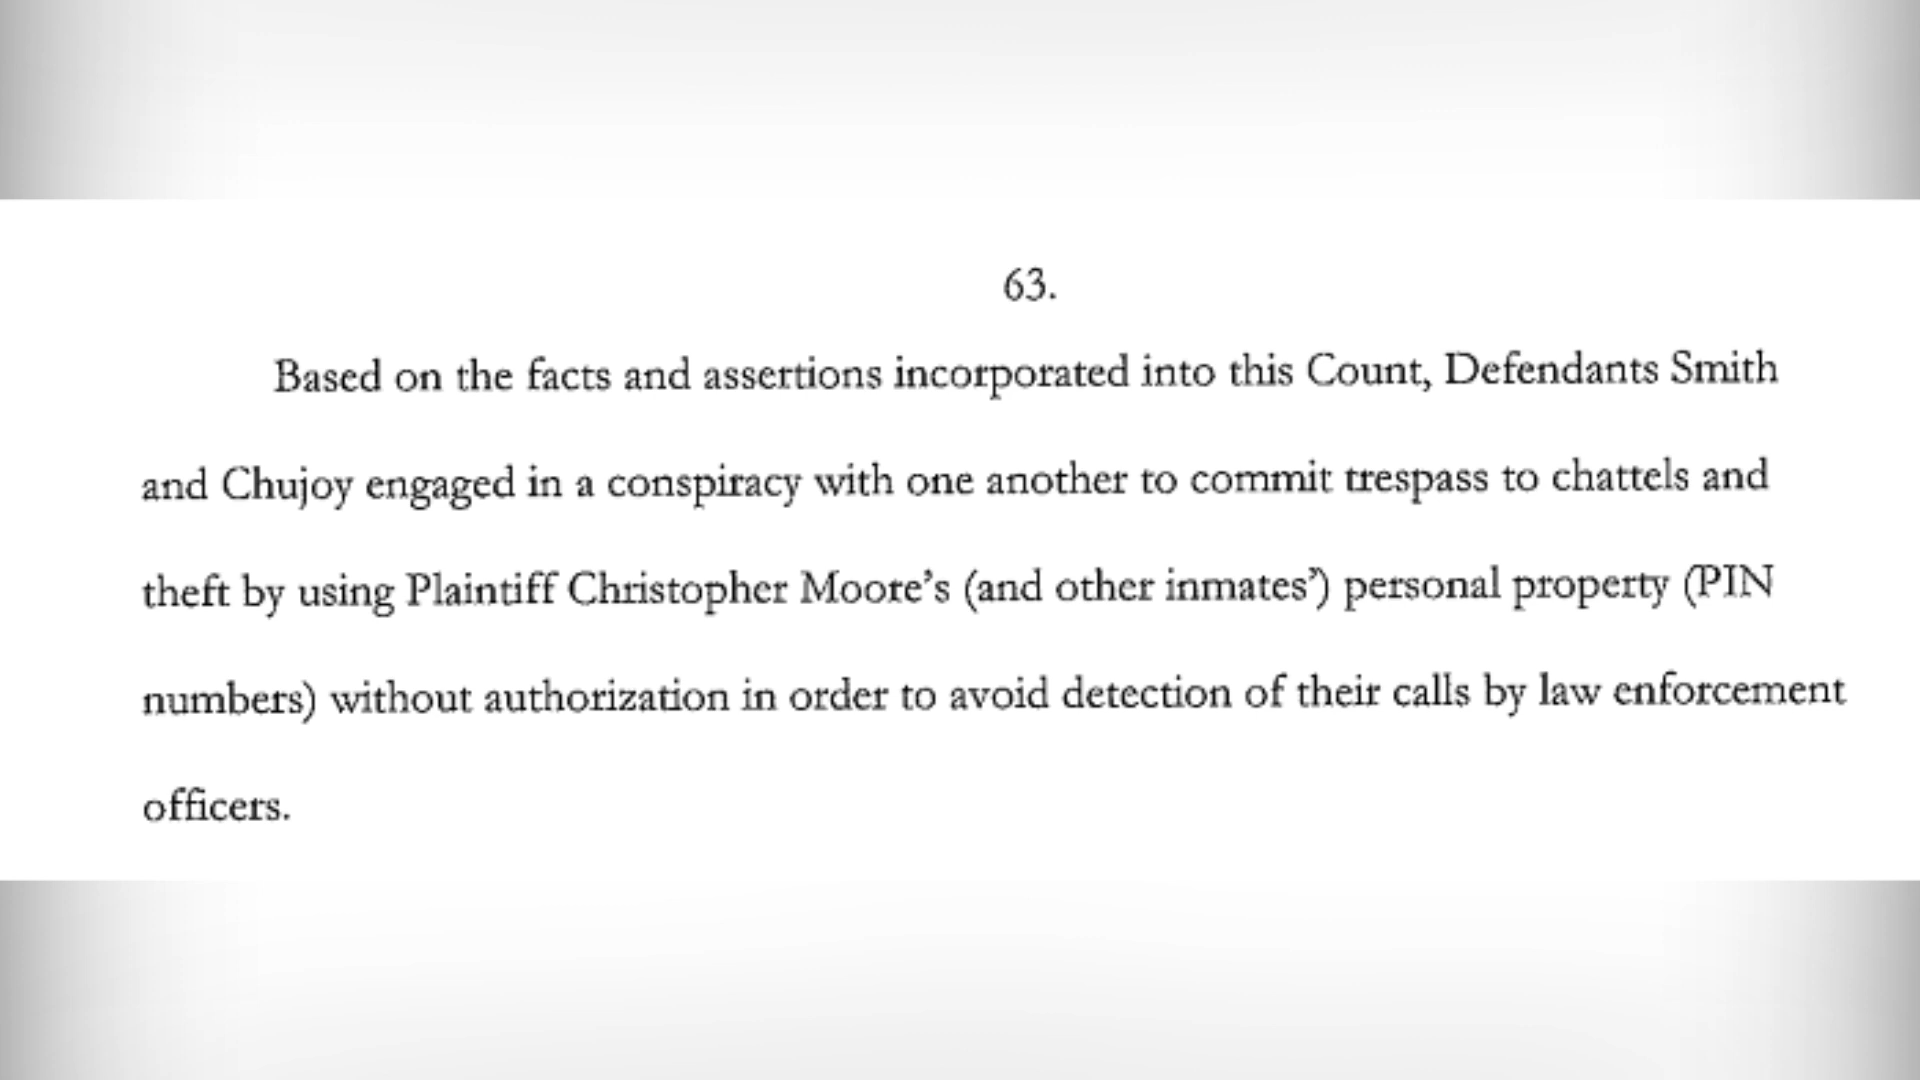 63.
Based on the facts and assertions incorporated into this Count, Defendants Smith
and Chujoy engaged in a conspiracy with one another to commit trespass to chattels and
theft by using Plaintiff Christopher Moore’s (and other inmates’) personal property (PIN
numbers) without authorization in order to avoid detection of their calls by law enforcement
officers.